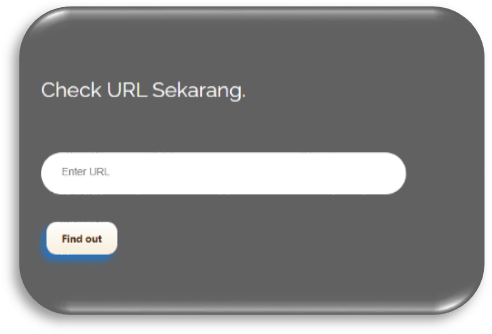 Check URL Sekarang.
Enter URL
Find out